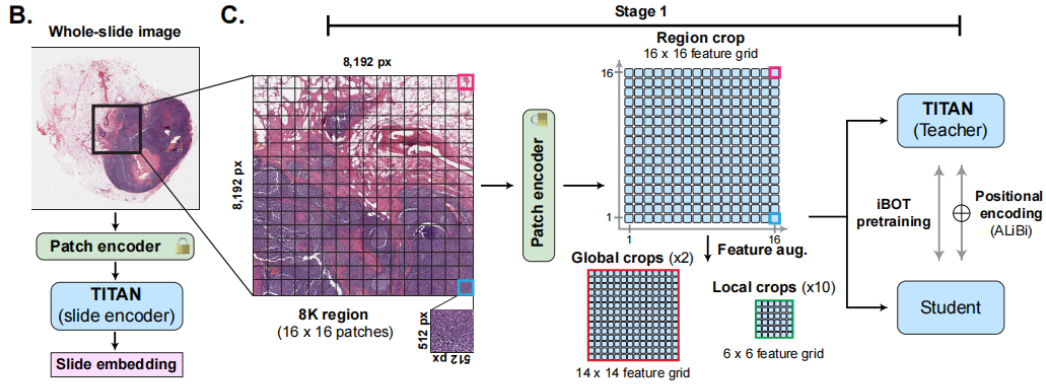 B.
Whole-slide image
Patch encoder
TITAN
(slide encoder)
Slide embedding
C.
Stage 1
8,192 px
8,192 px
8K region
(16 x 16 patches)
512 px
512
px
Patch encoder
Region crop
16 x 16 feature grid
16
1
1
16
Feature aug.
Global crops (x2)
14 x 14 feature grid
Local crops (x10)
6 x 6 feature grid
TITAN
(Teacher)
iBOT
pretraining
Positional
encoding
(ALiBi)
Student